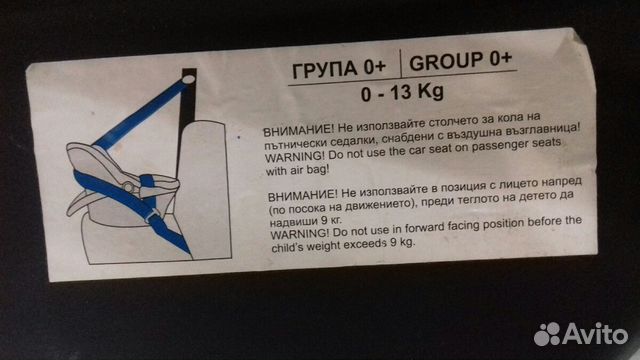 ГРУПА 0+ | GROUP 0+
0 - 13 Kg
ВНИМАНИЕ! Не използвайте столчето за кола на
пътнически седалки, снабдени с въздушна възглавница!
WARNING! Do not use the car seat on passenger seats
with air bag!
ВНИМАНИЕ! Не използвайте в позиция с лицето напред
(по посока на движението), преди теглото на детето да
надвиши 9 кг.
WARNING! Do not use in forward facing position before the
child's weight exceeds 9 kg.
Avito